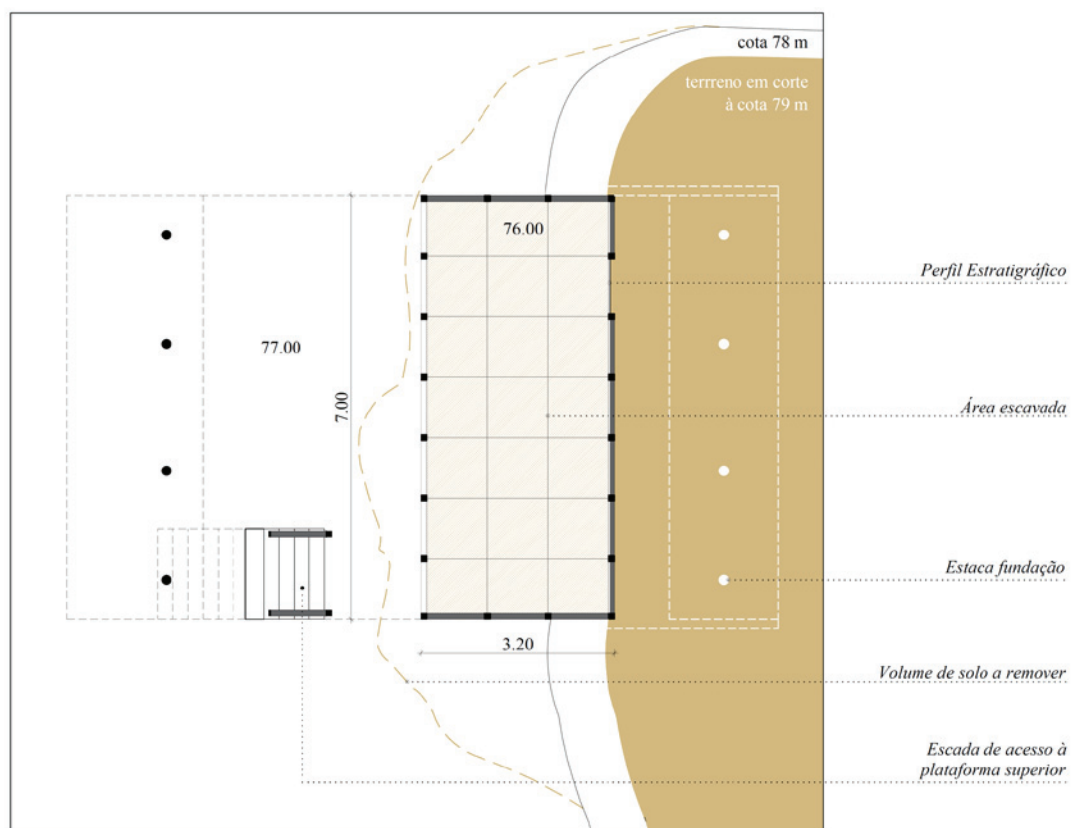 cota 78 m
terrreno em corte
à cota 79 m
76.00
Perfil Estratigráfico
77.00
7.00
Área escavada
Estaca fundação
3.20
Volume de solo a remover
Escada de acesso à
plataforma superior